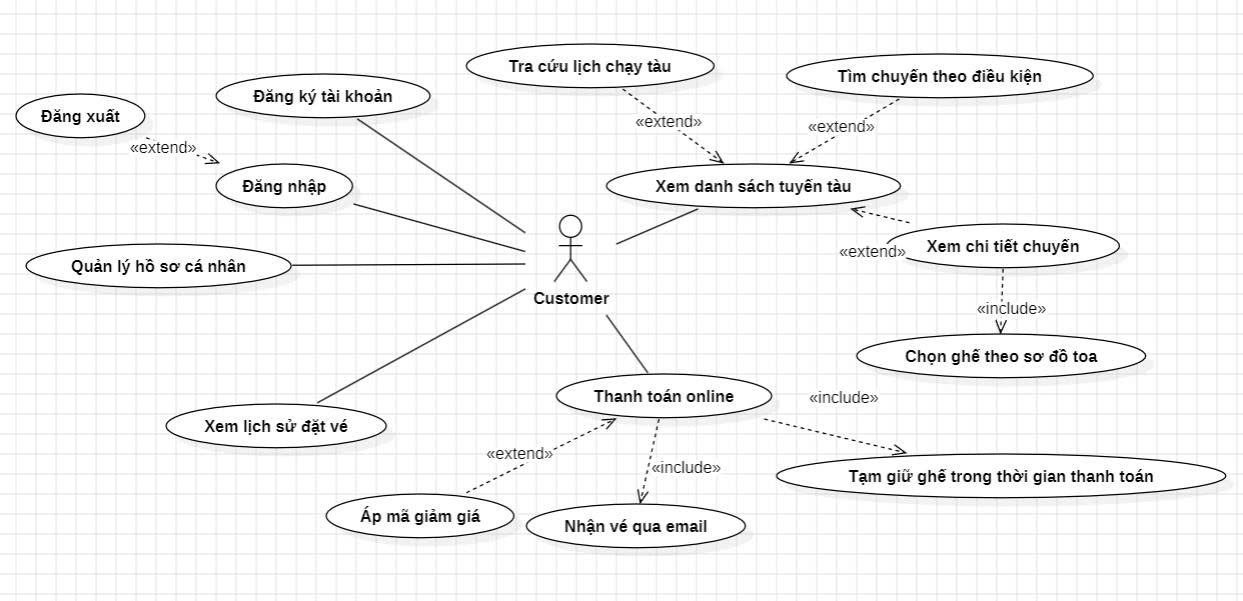 Tra cứu lịch chạy tàu
Tìm chuyến theo điều kiện
Đăng ký tài khoản
Đăng xuất
«extend»
«extend»
«extend»
Đăng nhập
Xem danh sách tuyến tàu
Xem chi tiết chuyến
«extend»
Quản lý hồ sơ cá nhân
Customer
«include»
Chọn ghế theo sơ đồ toa
Thanh toán online
«include»
Xem lịch sử đặt vé
«extend»
«include»
Tạm giữ ghế trong thời gian thanh toán
Áp mã giảm giá
Nhận vé qua email